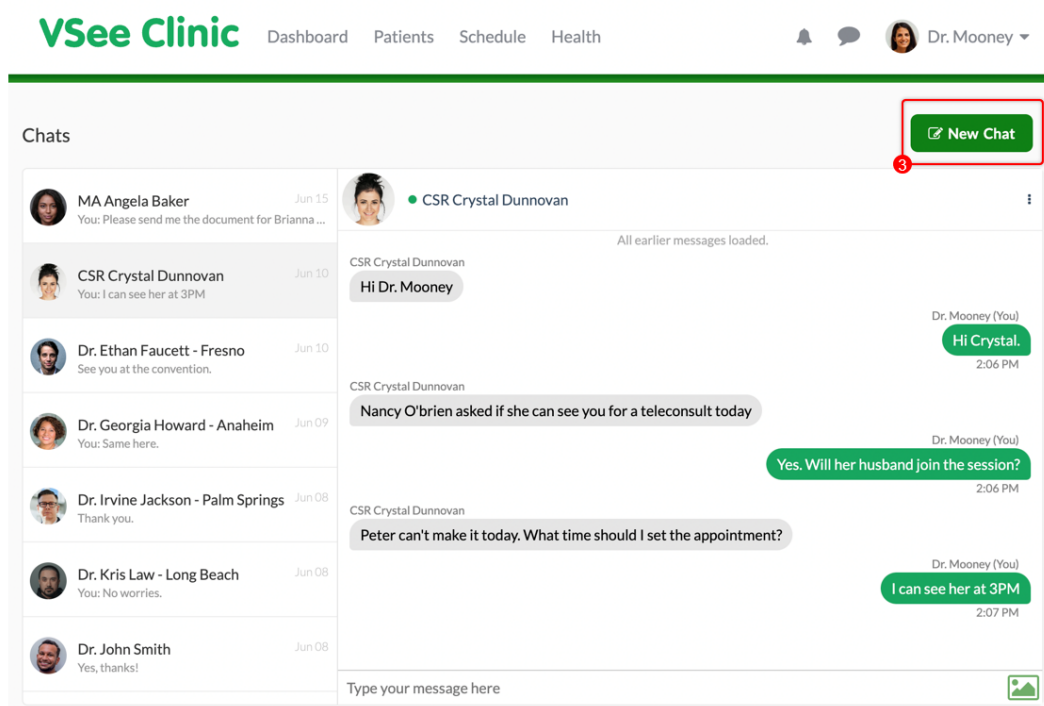 VSee Clinic Dashboard Patients Schedule Health Dr. Mooney
Chats
New Chat
3
MA Angela Baker Jun 15
You: Please send me the document for Brianna ...
CSR Crystal Dunnovan Jun 10
You: I can see her at 3PM
Dr. Ethan Faucett - Fresno Jun 10
See you at the convention.
Dr. Georgia Howard - Anaheim Jun 09
You: Same here.
Dr. Irvine Jackson - Palm Springs Jun 08
Thank you.
Dr. Kris Law - Long Beach Jun 08
You: No worries.
Dr. John Smith Jun 08
Yes, thanks!
CSR Crystal Dunnovan
All earlier messages loaded.
CSR Crystal Dunnovan
Hi Dr. Mooney
Dr. Mooney (You)
Hi Crystal.
2:06 PM
CSR Crystal Dunnovan
Nancy O'brien asked if she can see you for a teleconsult today
Dr. Mooney (You)
Yes. Will her husband join the session?
2:06 PM
CSR Crystal Dunnovan
Peter can't make it today. What time should I set the appointment?
Dr. Mooney (You)
I can see her at 3PM
2:07 PM
Type your message here